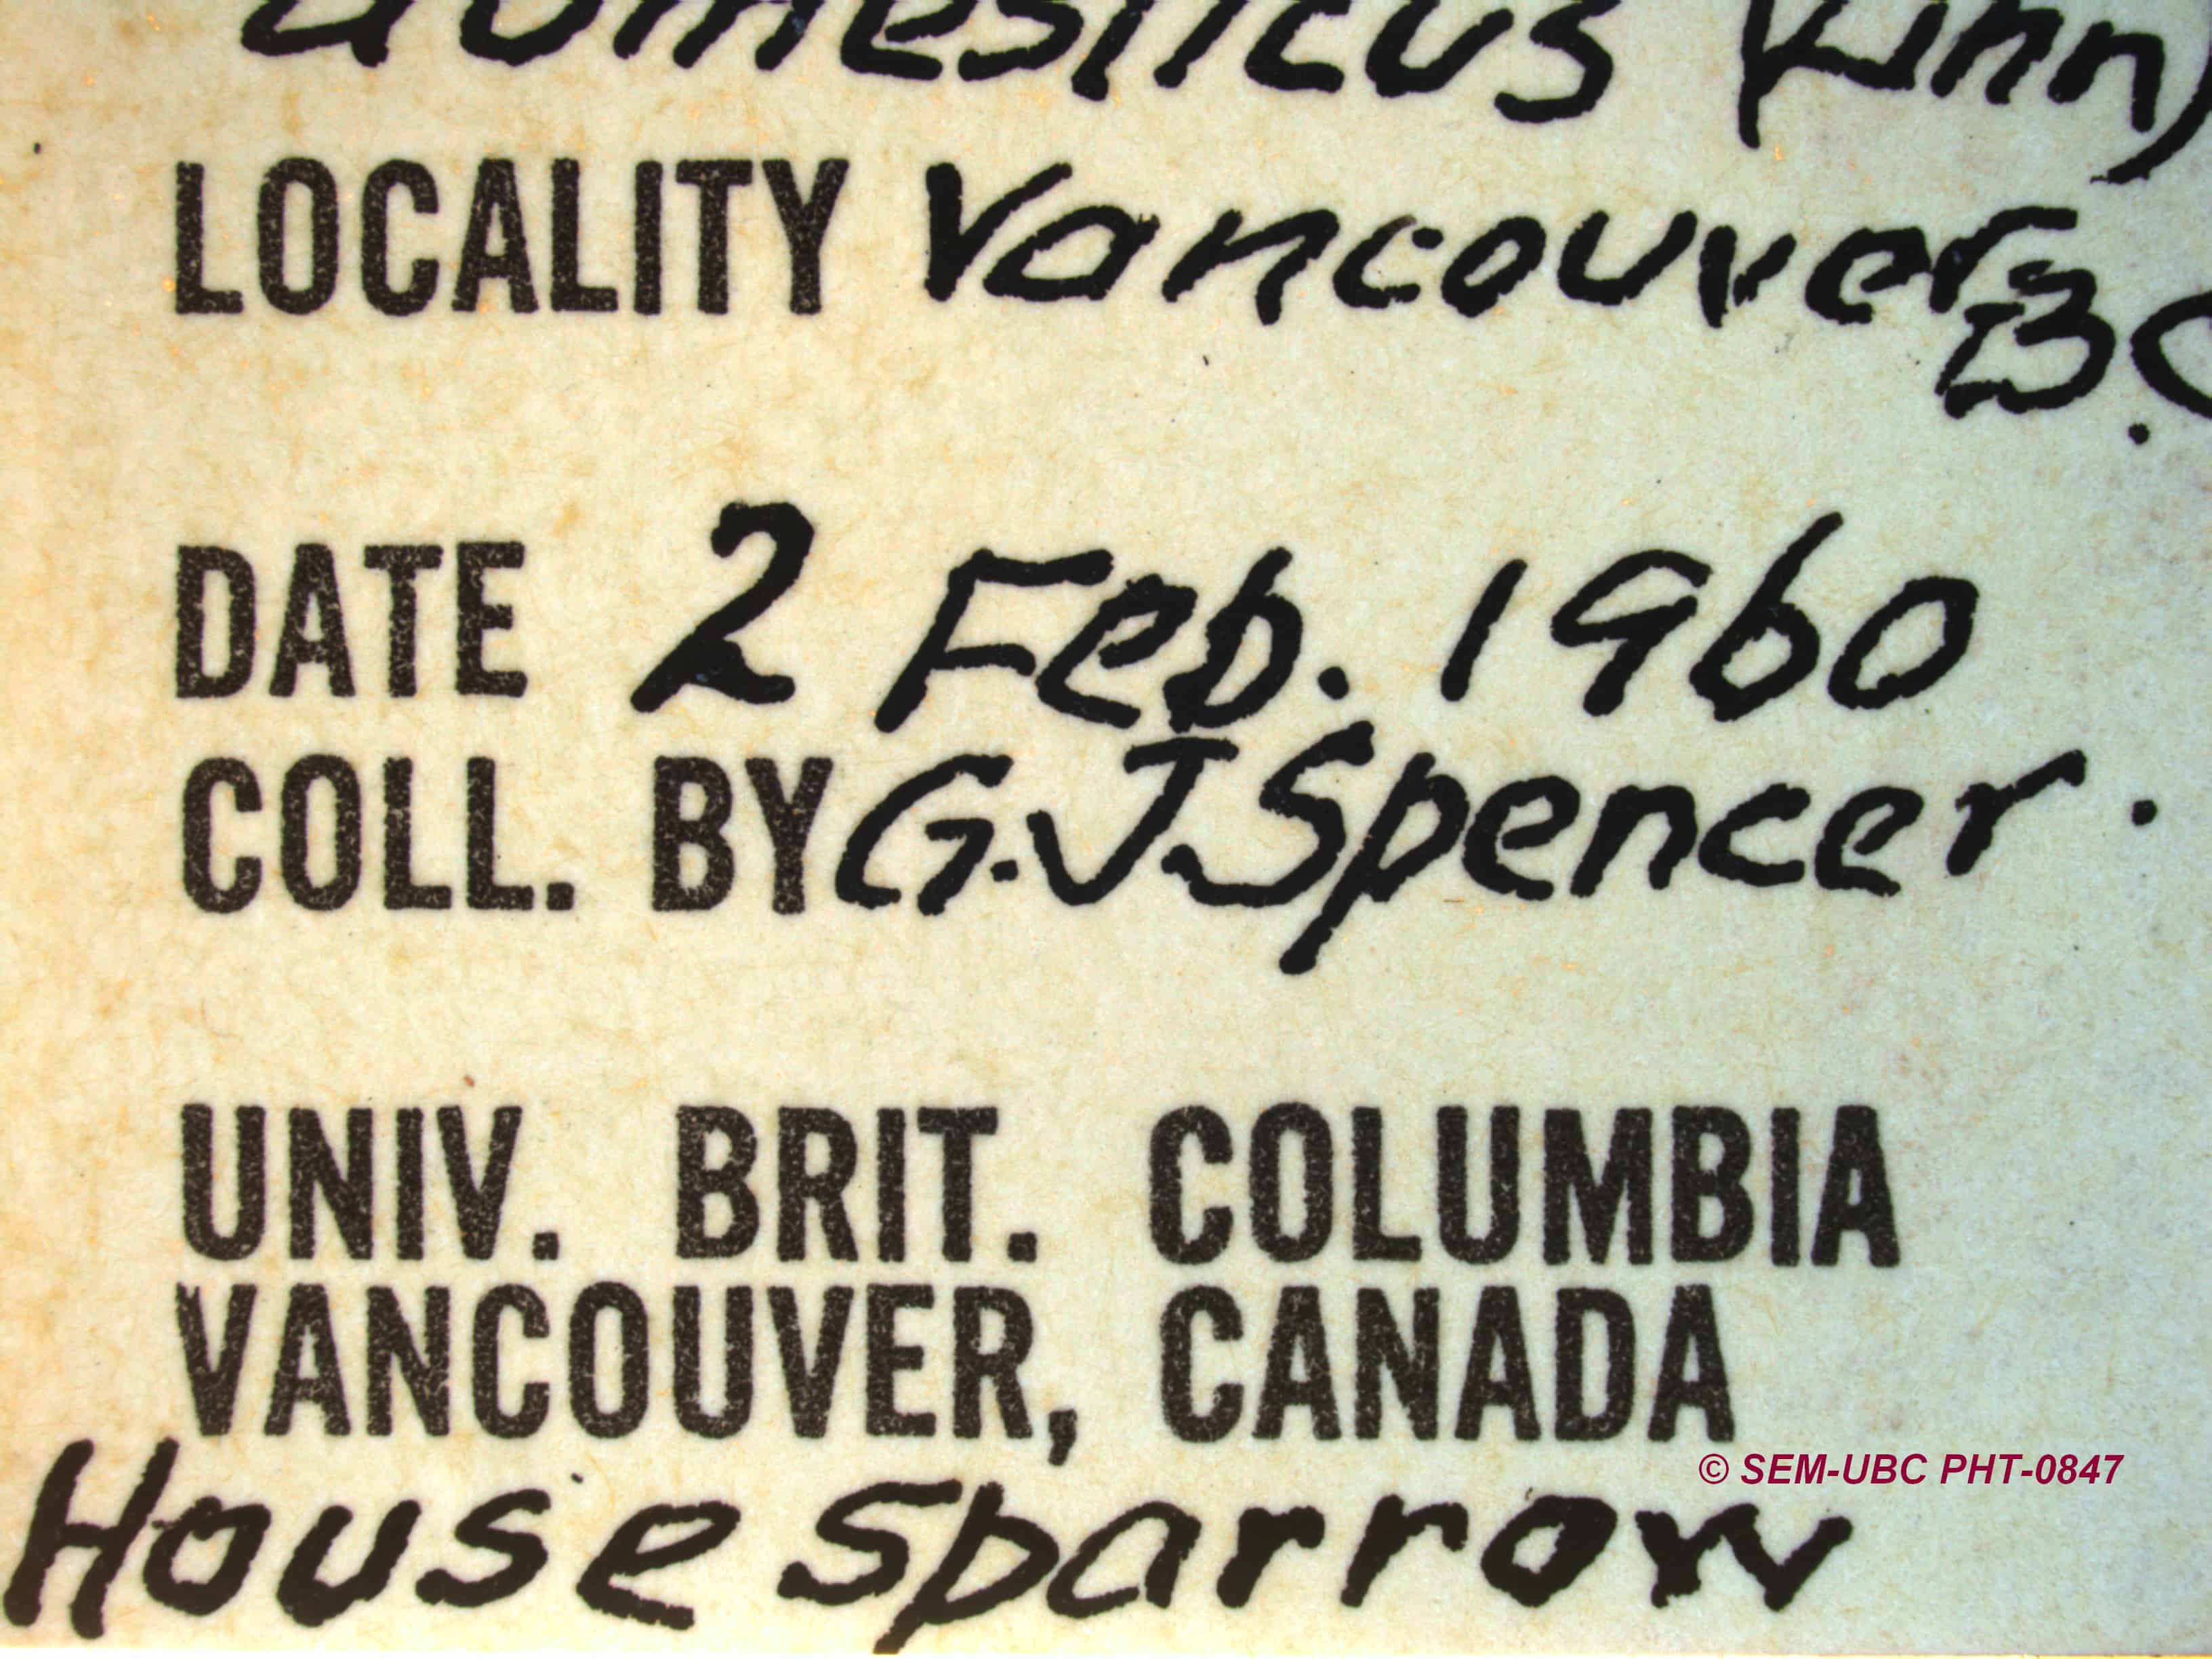 domesticus (Linn)
LOCALITY Vancouver,
B.C
DATE 2 Feb. 1960
COLL. BY G.J.Spencer.
UNIV. BRIT. COLUMBIA
VANCOUVER, CANADA
© SEM-UBC PHT-0847
House sparrow